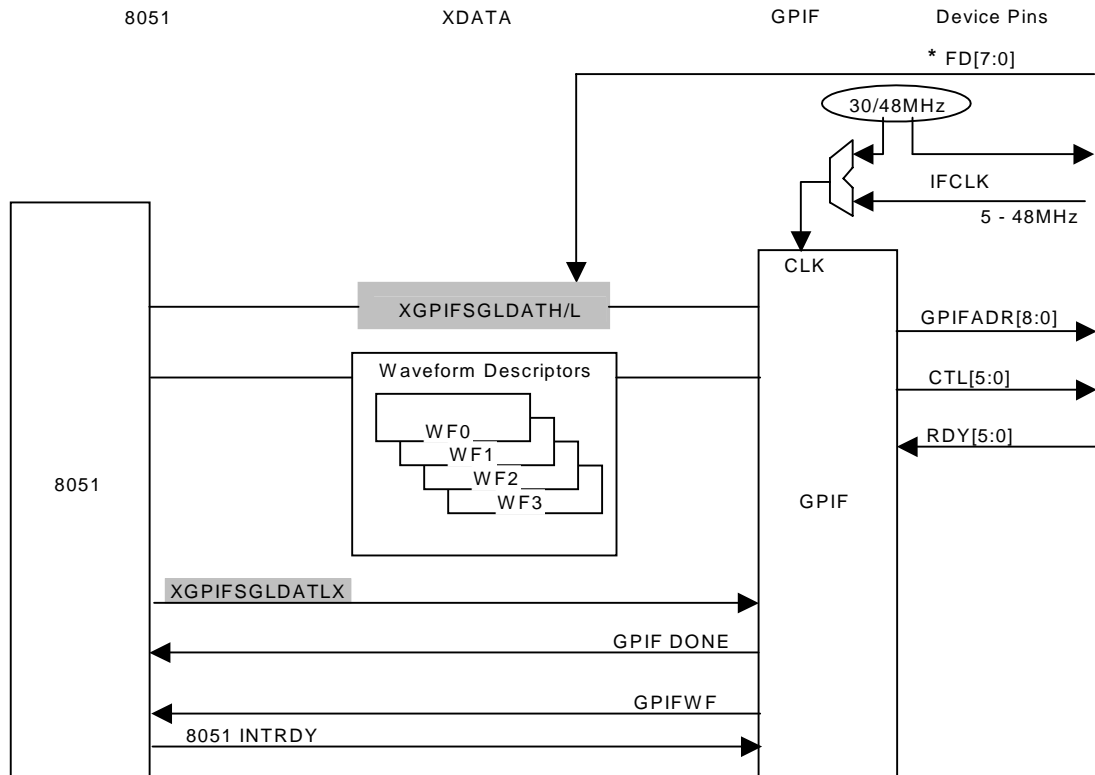 8051 XDATA GPIF Device Pins
* FD[7:0]
30/48MHz
IFCLK
5 - 48MHz
CLK
XGPIFSGLDATH/L
GPIFADR[8:0]
Waveform Descriptors
CTL[5:0]
WF0
RDY[5:0]
WF1
WF2
8051
WF3
GPIF
XGPIFSGLDATLX
GPIF DONE
GPIFWF
8051 INTRDY